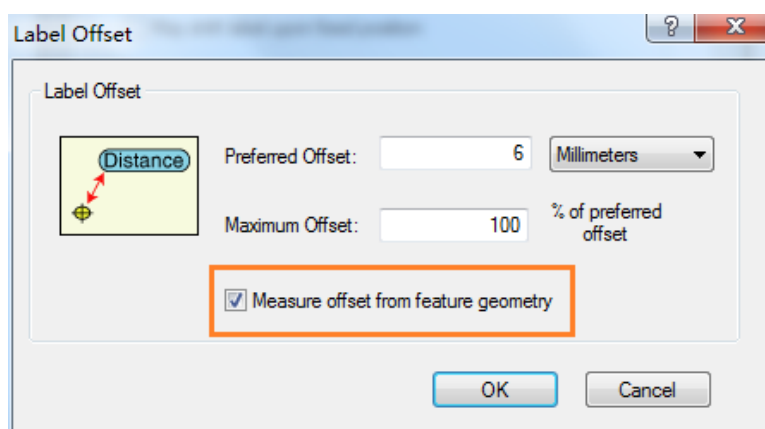 Label Offset
Label Offset
Distance
Preferred Offset:
6
Millimeters
Maximum Offset:
100
% of preferred
offset
Measure offset from feature geometry
OK
Cancel